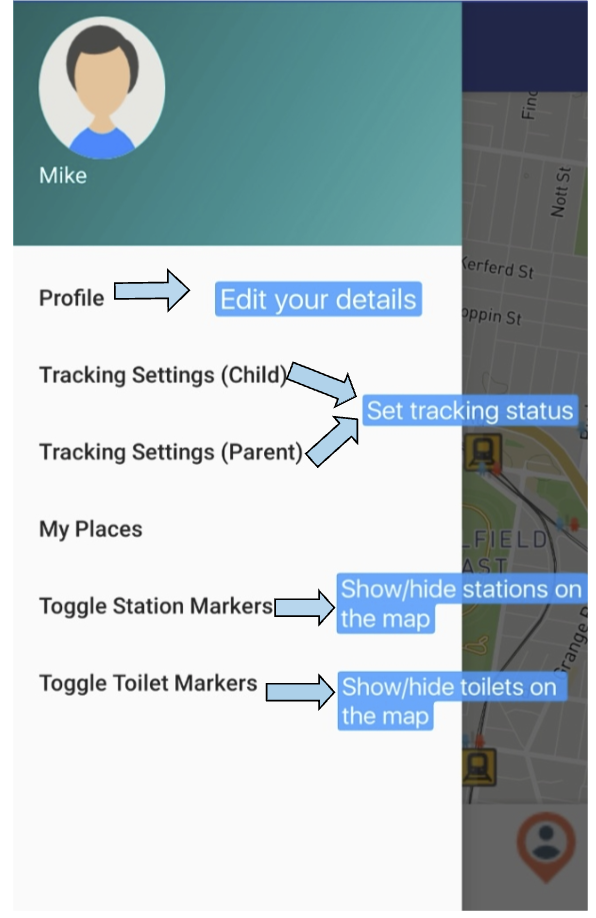 Mike
Profile
Edit your details
Tracking Settings (Child)
Set tracking status
Tracking Settings (Parent)
My Places
Toggle Station Markers
Show/hide stations on
the map
Toggle Toilet Markers
Show/hide toilets on
the map
Nott St
Kerferd St
oppin St
LFIELD
AST
Grange